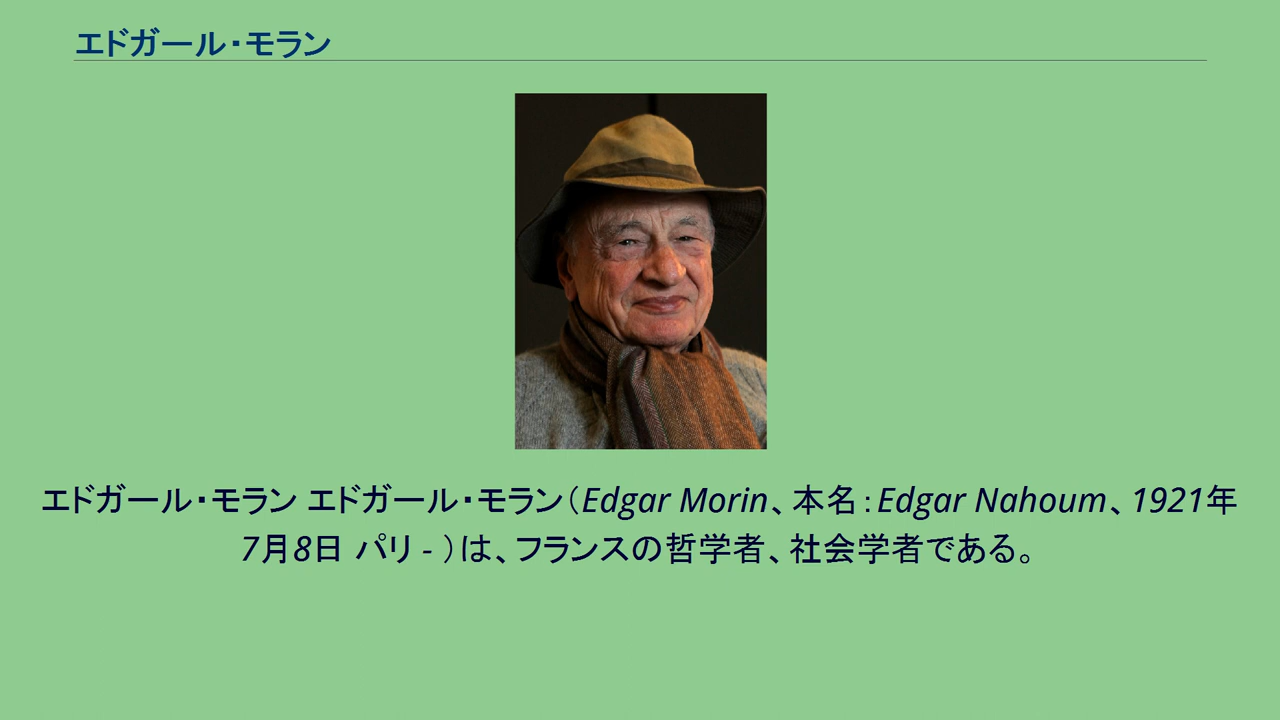 エドガール・モラン
エドガール・モラン エドガール・モラン（Edgar Morin、本名：Edgar Nahoum、1921年
7月8日 パリ - ）は、フランスの哲学者、社会学者である。